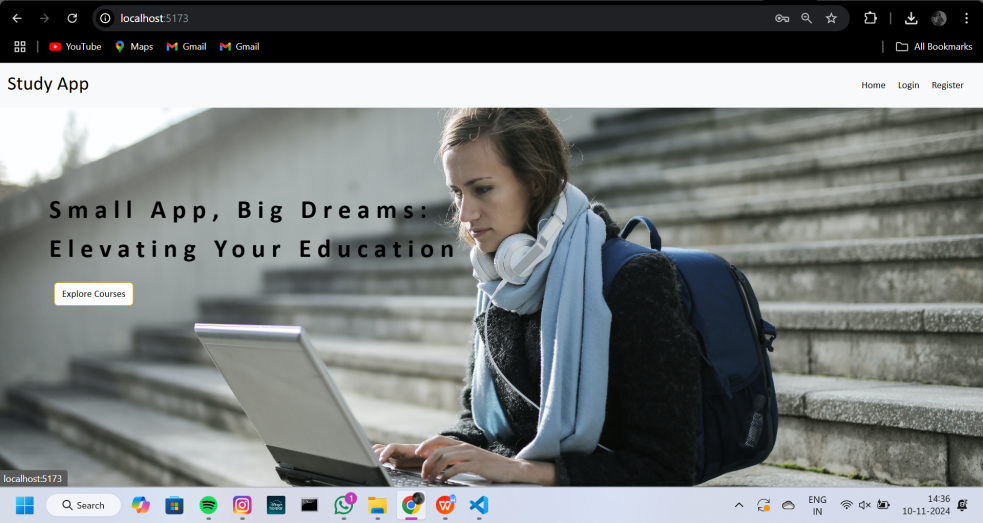 localhost:5173
YouTube
Maps
Gmail
Gmail
All Bookmarks
Study App
Home
Login
Register
Small App, Big Dreams:
Elevating Your Education
Explore Courses
localhost:5173
Search
1
ENG
IN
14:36
10-11-2024